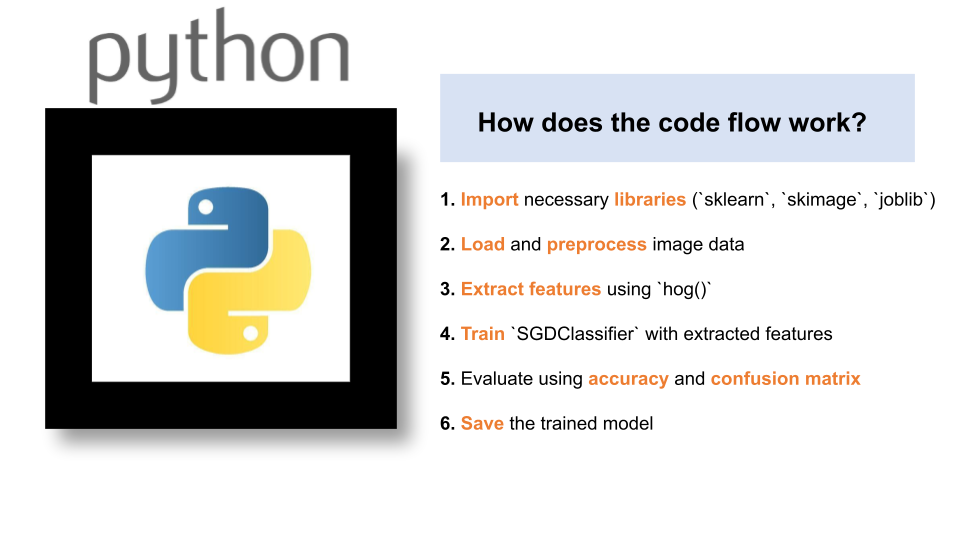 python
How does the code flow work?
1. Import necessary libraries (`sklearn`, `skimage`, `joblib`)
2. Load and preprocess image data
3. Extract features using `hog()`
4. Train `SGDClassifier` with extracted features
5. Evaluate using accuracy and confusion matrix
6. Save the trained model